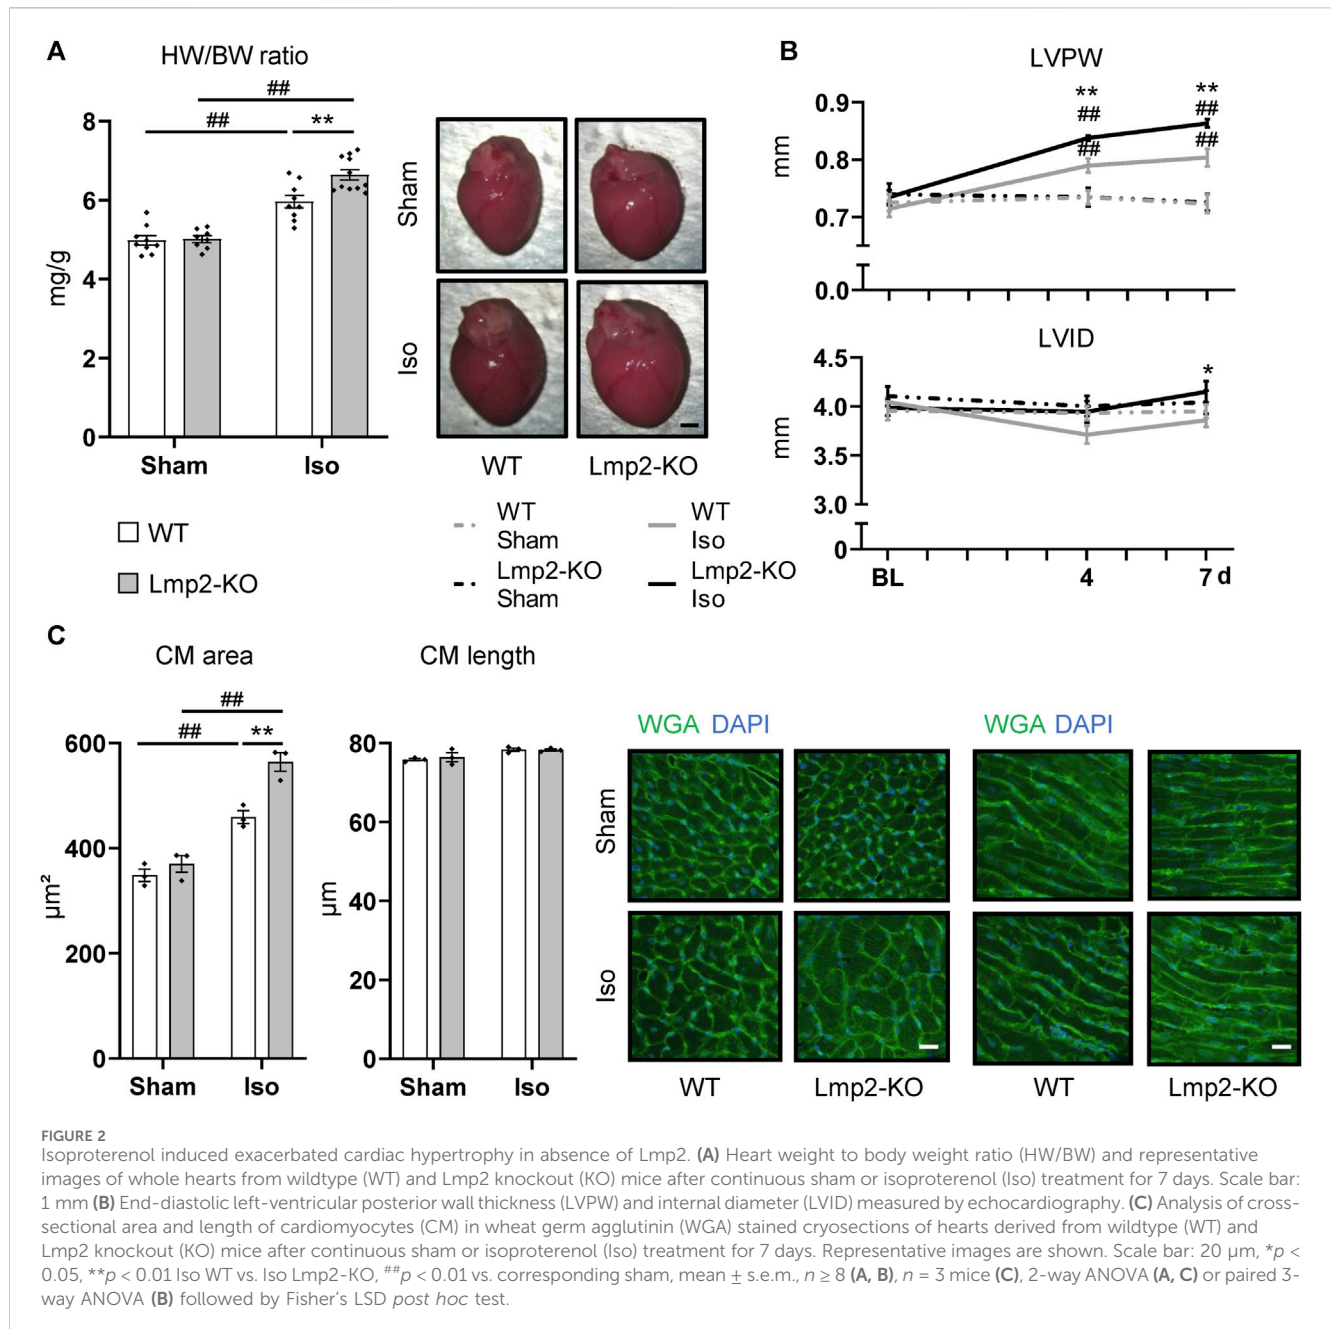 A
HW/BW ratio
##
##
**
8
6
4
2
0
mg/g
Sham
Iso
WT
Lmp2-KO
Sham
Iso
WT
Lmp2-KO
WT
Sham
WT
Iso
Lmp2-KO
Sham
Lmp2-KO
Iso
B
LVPW
**
##
##
**
##
##
0.9
0.8
0.7
0.0
mm
LVID
*
4.5
4.0
3.5
3.0
0
mm
BL
4
7 d
C
CM area
##
##
**
600
400
200
0
µm²
Sham
Iso
CM length
80
60
40
20
0
µm
Sham
Iso
WGA DAPI
WGA DAPI
Sham
Iso
WT
Lmp2-KO
WT
Lmp2-KO
FIGURE 2
Isoproterenol induced exacerbated cardiac hypertrophy in absence of Lmp2. (A) Heart weight to body weight ratio (HW/BW) and representative
images of whole hearts from wildtype (WT) and Lmp2 knockout (KO) mice after continuous sham or isoproterenol (Iso) treatment for 7 days. Scale bar:
1 mm (B) End-diastolic left-ventricular posterior wall thickness (LVPW) and internal diameter (LVID) measured by echocardiography. (C) Analysis of cross-
sectional area and length of cardiomyocytes (CM) in wheat germ agglutinin (WGA) stained cryosections of hearts derived from wildtype (WT) and
Lmp2 knockout (KO) mice after continuous sham or isoproterenol (Iso) treatment for 7 days. Representative images are shown. Scale bar: 20 µm, *p <
0.05, **p < 0.01 Iso WT vs. Iso Lmp2-KO, ##p < 0.01 vs. corresponding sham, mean ± s.e.m., n ≥ 8 (A, B), n = 3 mice (C), 2-way ANOVA (A, C) or paired 3-
way ANOVA (B) followed by Fisher's LSD post hoc test.